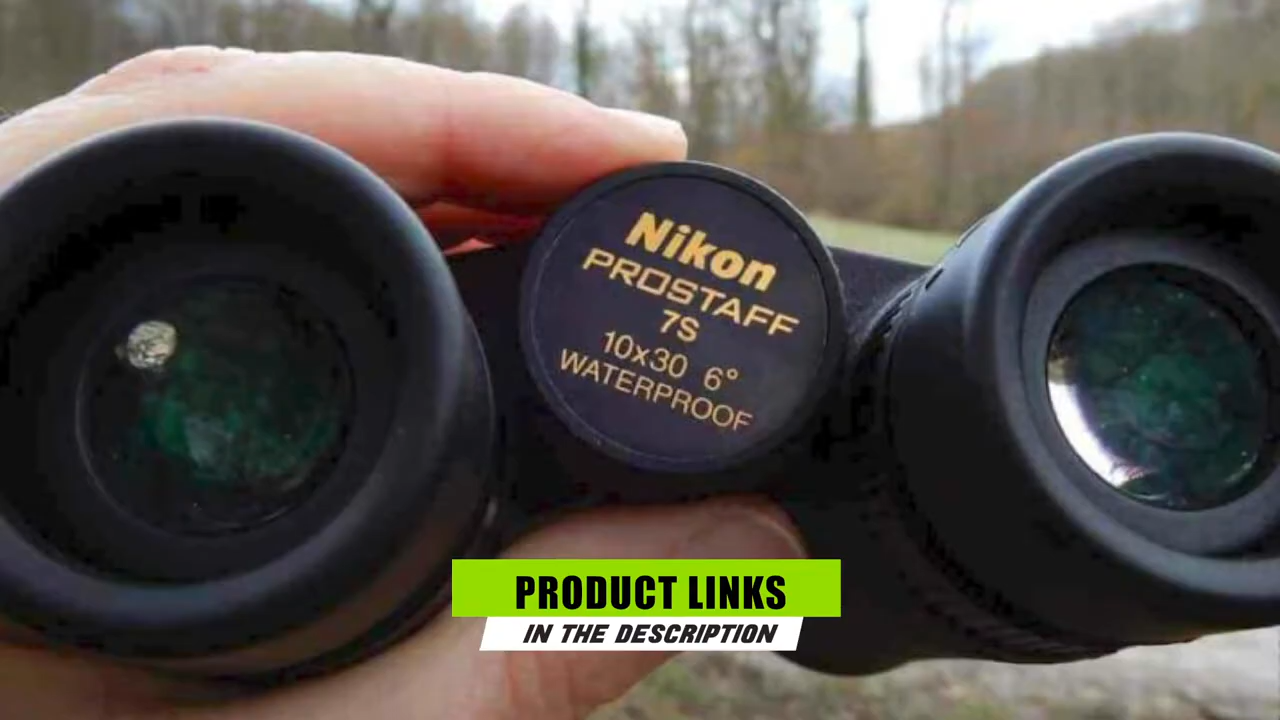 Nikon
PROSTAFF
7S
10x30 6°
WATERPROOF
PRODUCT LINKS
IN THE DESCRIPTION